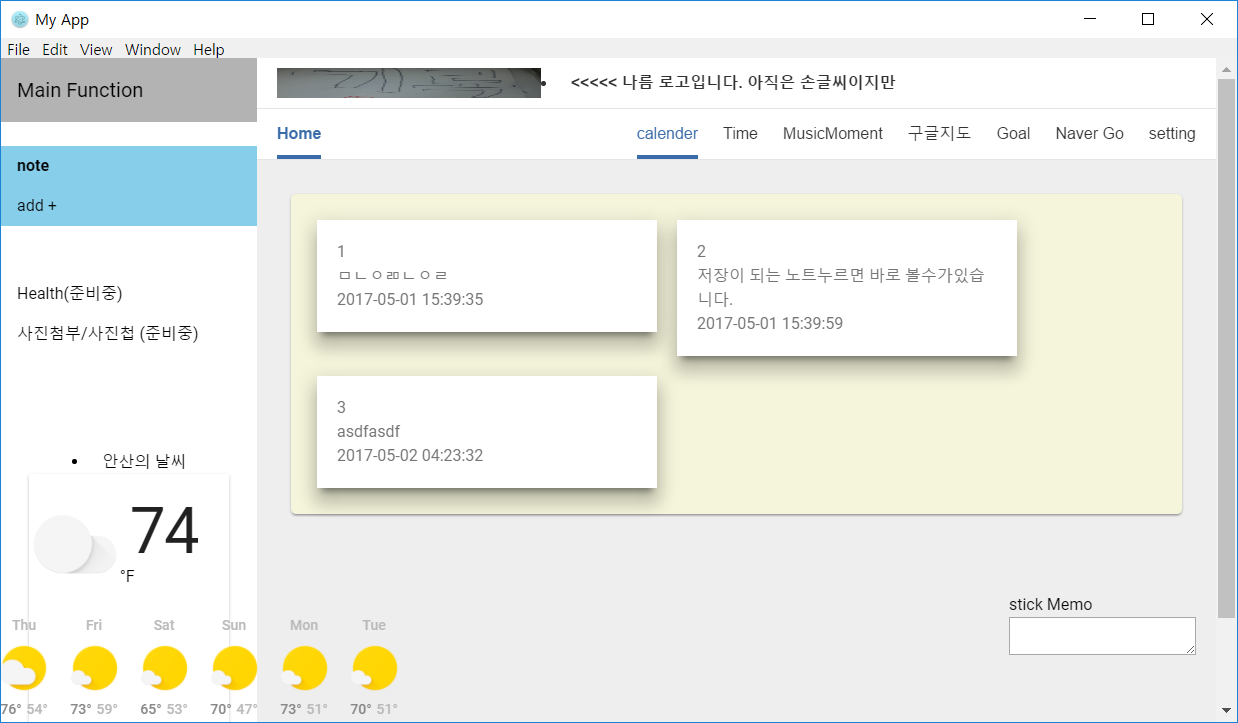 My App
File Edit View Window Help
Main Function
<<<<< 나름 로고입니다. 아직은 손글씨이지만
Home calender Time MusicMoment 구글지도 Goal Naver Go setting
note
add +
Health(준비중)
사진첨부/사진첩 (준비중)
안산의 날씨
74
°F
Thu Fri Sat Sun Mon Tue
76° 54° 73° 59° 65° 53° 70° 47° 73° 51° 70° 51°
1
2017-05-01 15:39:35
2
저장이 되는 노트누르면 바로 볼수가있습
니다.
2017-05-01 15:39:59
3
asdfasdf
2017-05-02 04:23:32
stick Memo